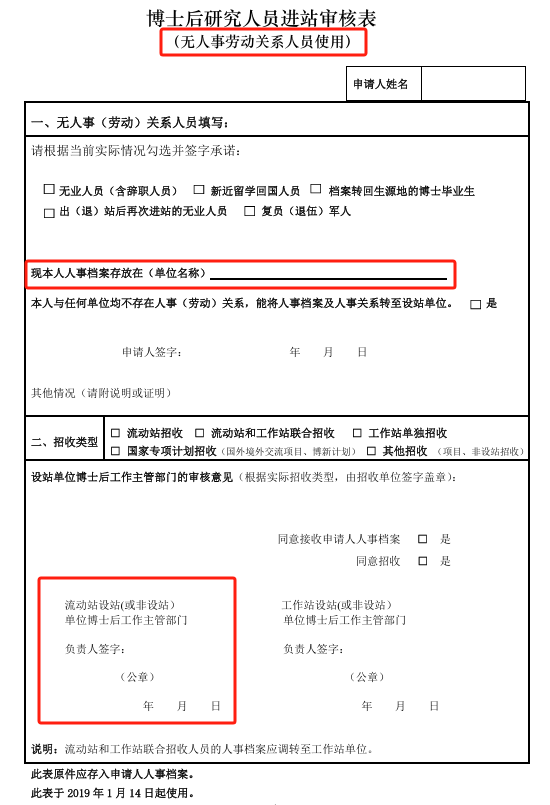 博士后研究人员进站审核表
（无人事劳动关系人员使用）
申请人姓名
一、无人事（劳动）关系人员填写：
请根据当前实际情况勾选并签字承诺：
□ 无业人员（含辞职人员） □ 新近留学回国人员 □ 档案转回生源地的博士毕业生
□ 出（退）站后再次进站的无业人员 □ 复员（退伍）军人
现本人人事档案存放在（单位名称）
本人与任何单位均不存在人事（劳动）关系，能将人事档案及人事关系转至设站单位。 □ 是
申请人签字： 年 月 日
其他情况（请附说明或证明）
二、招收类型
□ 流动站招收 □ 流动站和工作站联合招收 □ 工作站单独招收
□ 国家专项计划招收（国外境外交流项目、博新计划） □ 其他招收 （项目、非设站招收）
设站单位博士后工作主管部门的审核意见（根据实际招收类型，由招收单位签字盖章）：
同意接收申请人人事档案 □ 是
同意招收 □ 是
流动站设站(或非设站） 工作站设站(或非设站）
单位博士后工作主管部门 单位博士后工作主管部门
负责人签字： 负责人签字：
（公章） （公章）
年 月 日 年 月 日
说明：流动站和工作站联合招收人员的人事档案应调转至工作站单位。
此表原件应存入申请人人事档案。
此表于 2019 年 1 月 14 日起使用。